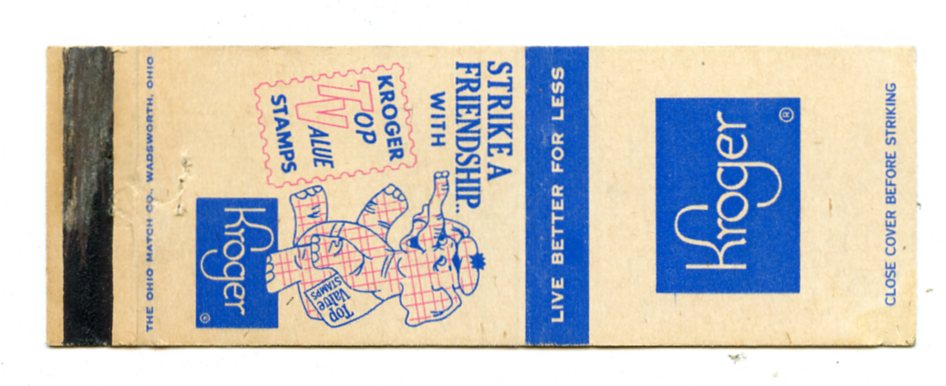 THE OHIO MATCH CO., WADSWORTH, OHIO
STRIKE A
FRIENDSHIP..
WITH
KROGER
TOP
VALUE
STAMPS
Top
Value
STAMPS
Kroger
®
LIVE BETTER FOR LESS
Kroger
®
CLOSE COVER BEFORE STRIKING